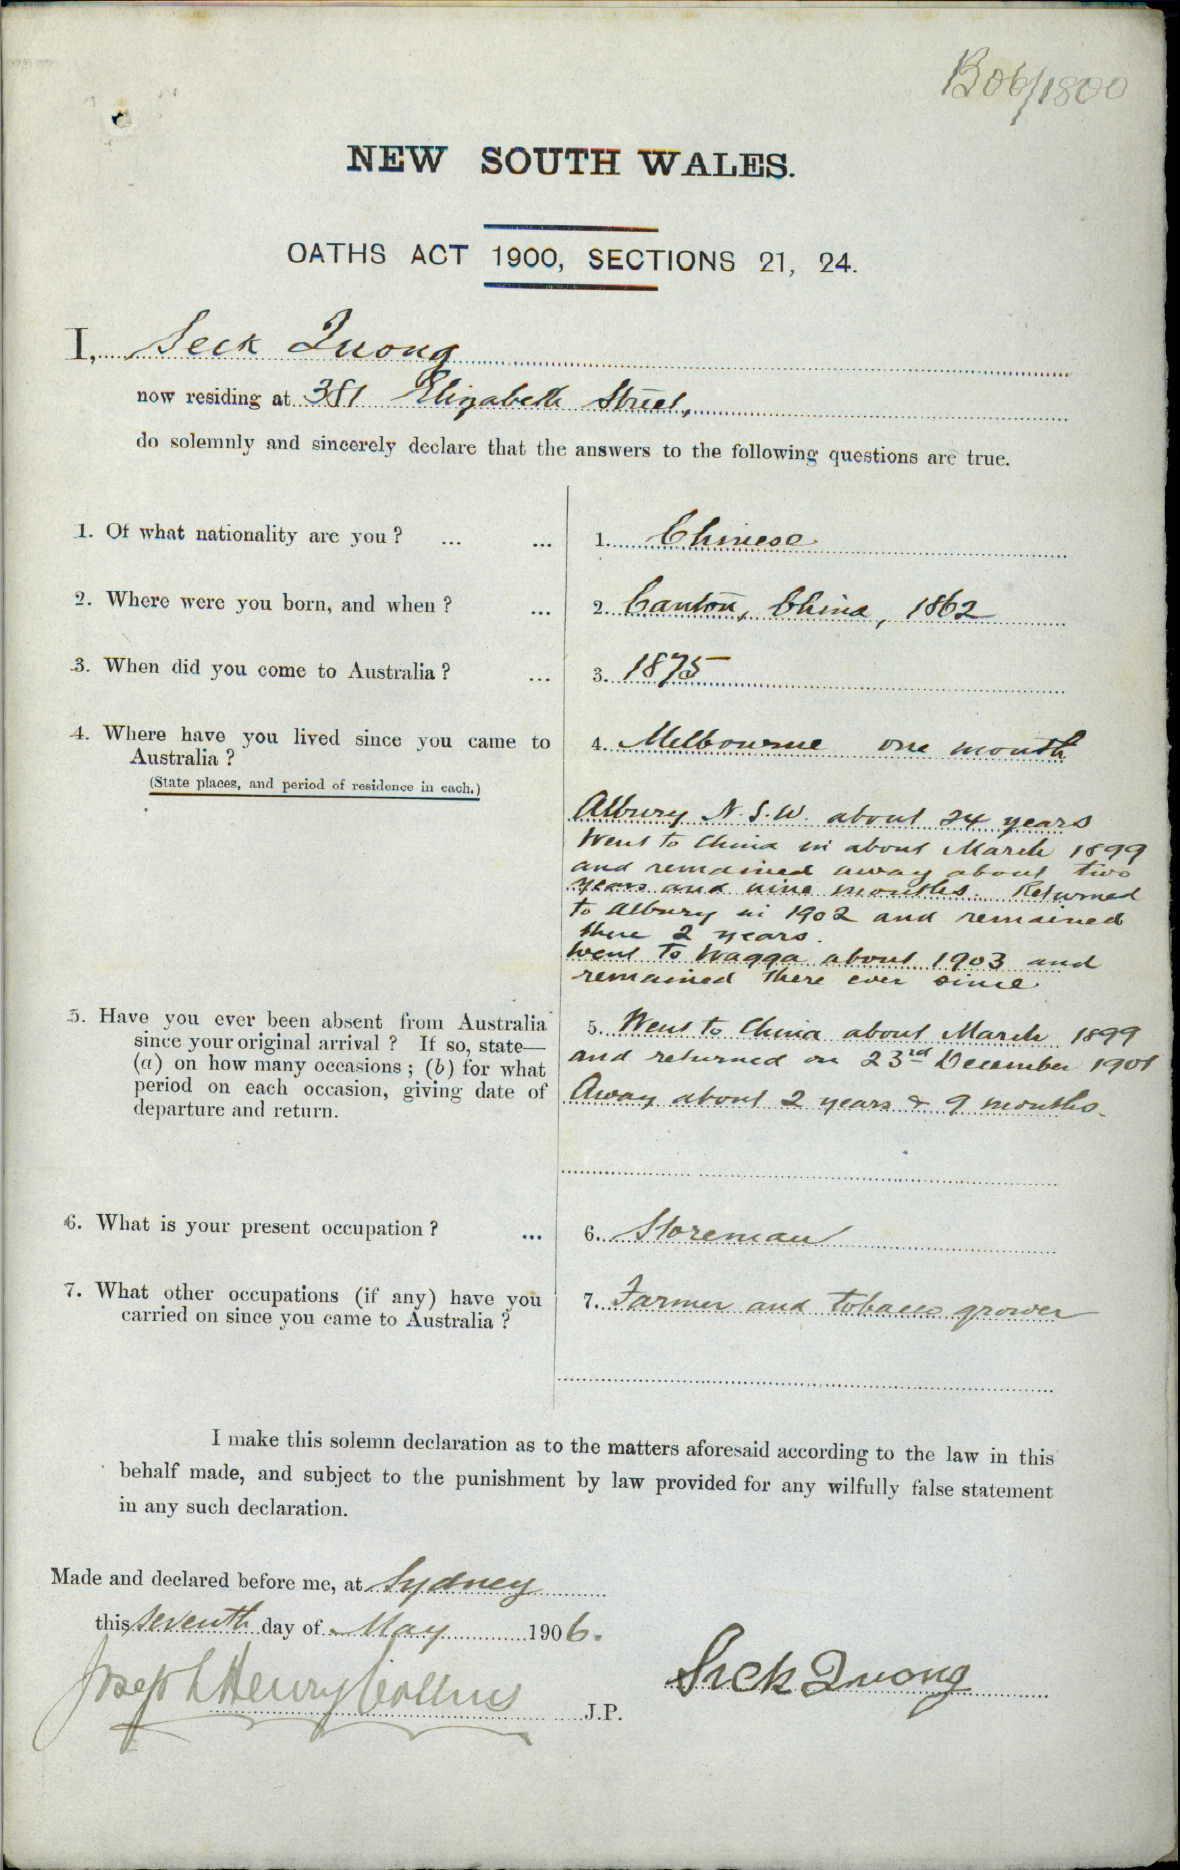 B06/1800
NEW SOUTH WALES.
OATHS ACT 1900, SECTIONS 21, 24.
I, Seck Quong
now residing at 381 Elizabeth Street,
do solemnly and sincerely declare that the answers to the following questions are true.
1. Of what nationality are you ? ... ...
1. Chinese
2. Where were you born, and when ? ...
2. Canton, China, 1862
3. When did you come to Australia ? ...
3. 1875
4. Where have you lived since you came to
Australia ?
(State places, and period of residence in each.)
4. Melbourne one month
Albury N.S.W. about 24 years
Went to China in about March 1899
and remained away about two
years and nine months. Returned
to Albury in 1902 and remained
there 2 years.
Went to Wagga about 1903 and
remained there ever since
5. Have you ever been absent from Australia
since your original arrival ? If so, state—
(a) on how many occasions ; (b) for what
period on each occasion, giving date of
departure and return.
5. Went to China about March 1899
and returned on 23rd December 1901
Away about 2 years & 9 months.
6. What is your present occupation ? ...
6. Storeman
7. What other occupations (if any) have you
carried on since you came to Australia ?
7. Farmer and tobacco grower
I make this solemn declaration as to the matters aforesaid according to the law in this
behalf made, and subject to the punishment by law provided for any wilfully false statement
in any such declaration.
Made and declared before me, at Sydney
this seventh day of May 1906.
Joseph Henry Collins J.P.
Sick Quong